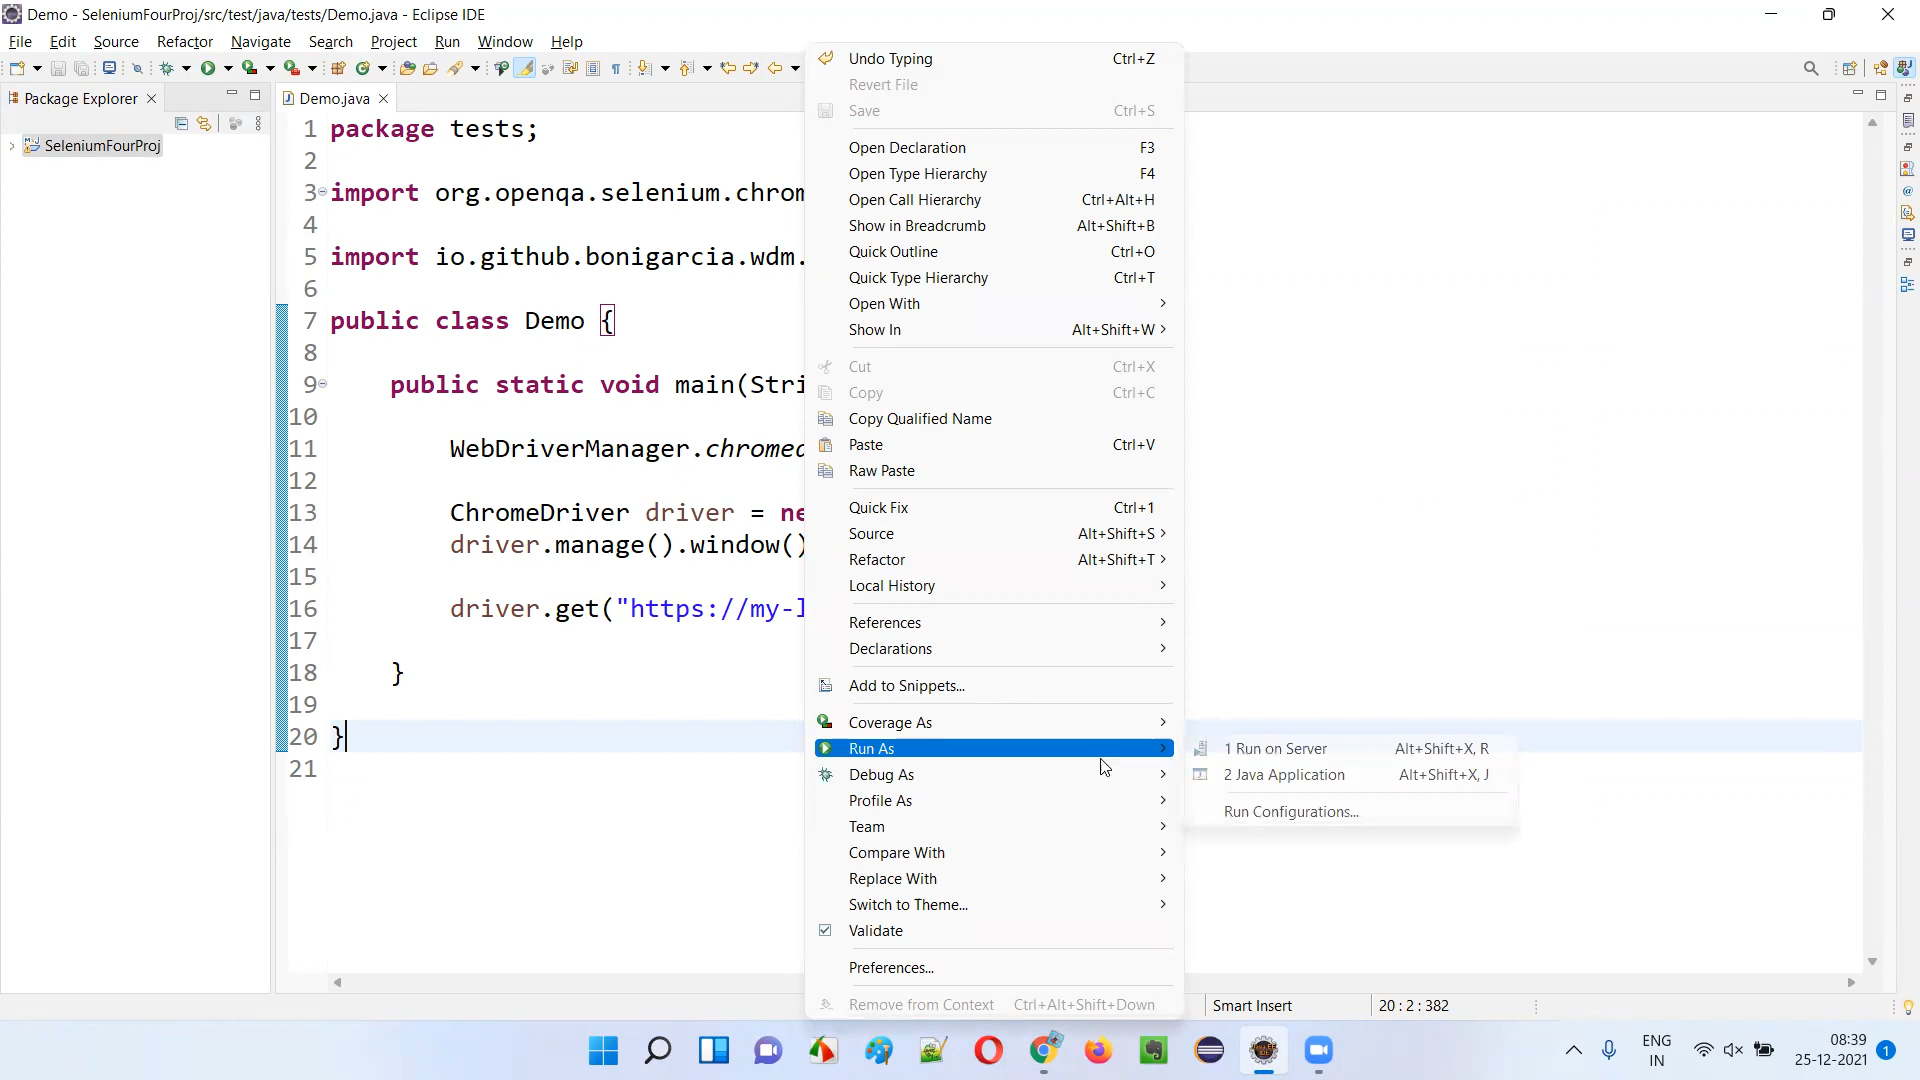 Demo - SeleniumFourProj/src/test/java/tests/Demo.java - Eclipse IDE
File Edit Source Refactor Navigate Search Project Run Window Help
Package Explorer
Demo.java
SeleniumFourProj
1 package tests;
2
3 import org.openqa.selenium.chrom
4
5 import io.github.bonigarcia.wdm.
6
7 public class Demo {
8
9 public static void main(Stri
10
11 WebDriverManager.chromed
12
13 ChromeDriver driver = ne
14 driver.manage().window()
15
16 driver.get("https://my-l
17
18 }
19
20 }
21
Undo Typing Ctrl+Z
Revert File
Save Ctrl+S
Open Declaration F3
Open Type Hierarchy F4
Open Call Hierarchy Ctrl+Alt+H
Show in Breadcrumb Alt+Shift+B
Quick Outline Ctrl+O
Quick Type Hierarchy Ctrl+T
Open With
Show In Alt+Shift+W
Cut Ctrl+X
Copy Ctrl+C
Copy Qualified Name
Paste Ctrl+V
Raw Paste
Quick Fix Ctrl+1
Source Alt+Shift+S
Refactor Alt+Shift+T
Local History
References
Declarations
Add to Snippets...
Coverage As
Run As
Debug As
Profile As
Team
Compare With
Replace With
Switch to Theme...
Validate
Preferences...
Remove from Context Ctrl+Alt+Shift+Down
1 Run on Server Alt+Shift+X, R
2 Java Application Alt+Shift+X, J
Run Configurations...
Smart Insert 20 : 2 : 382
ENG
IN
08:39
25-12-2021
1